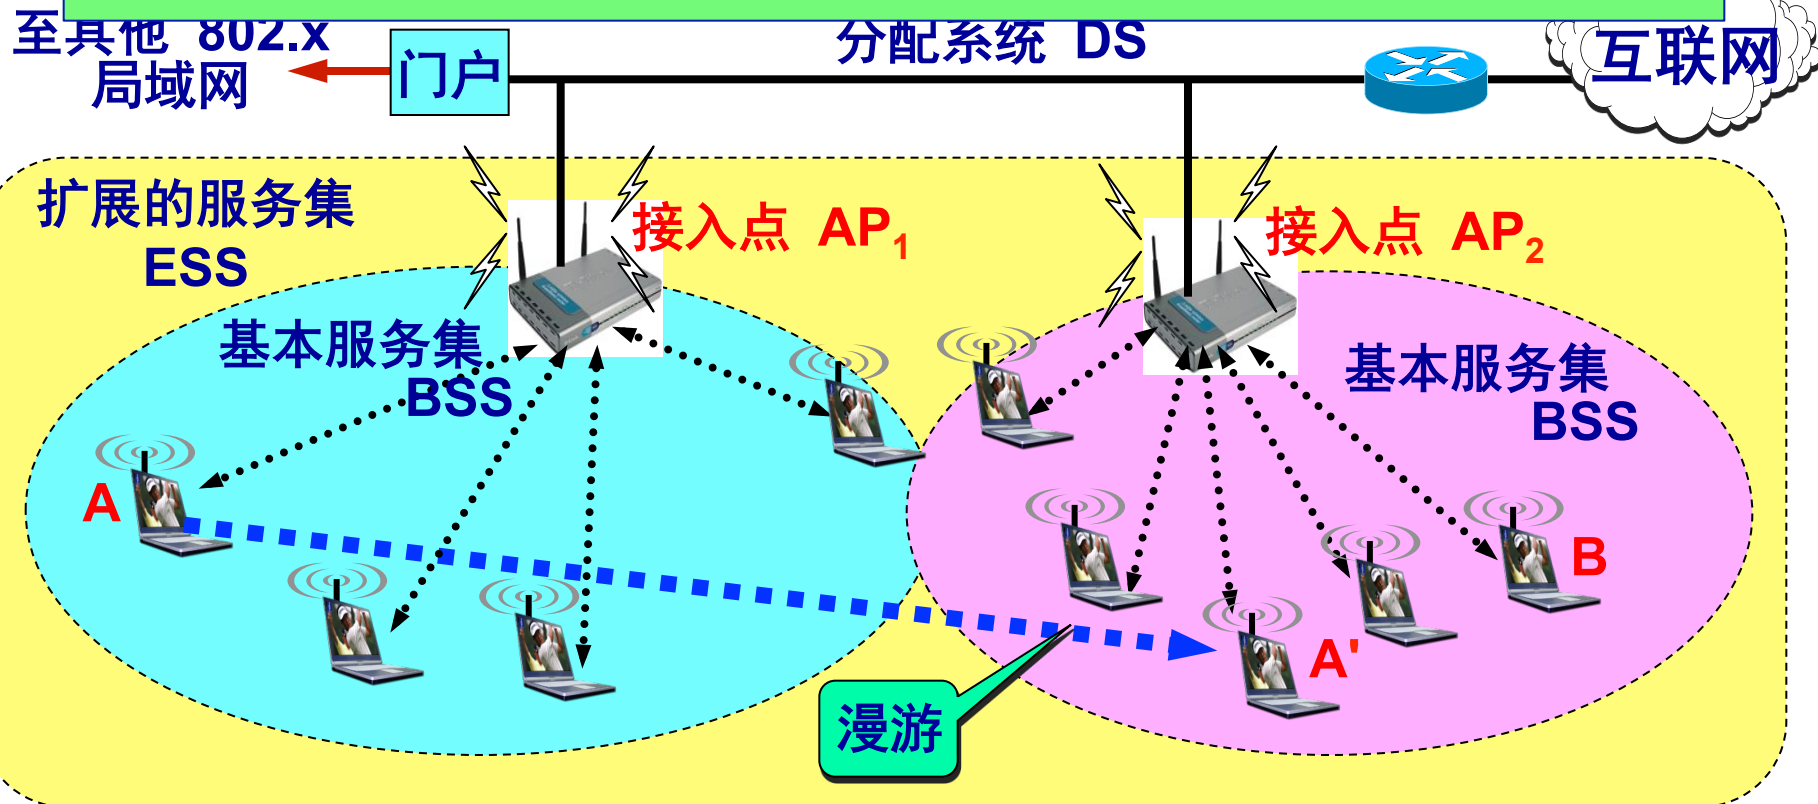 至其他 802.x
局域网
门户
分配系统 DS
互联网
扩展的服务集
ESS
接入点 AP1
接入点 AP2
基本服务集
BSS
基本服务集
BSS
A
B
A'
漫游